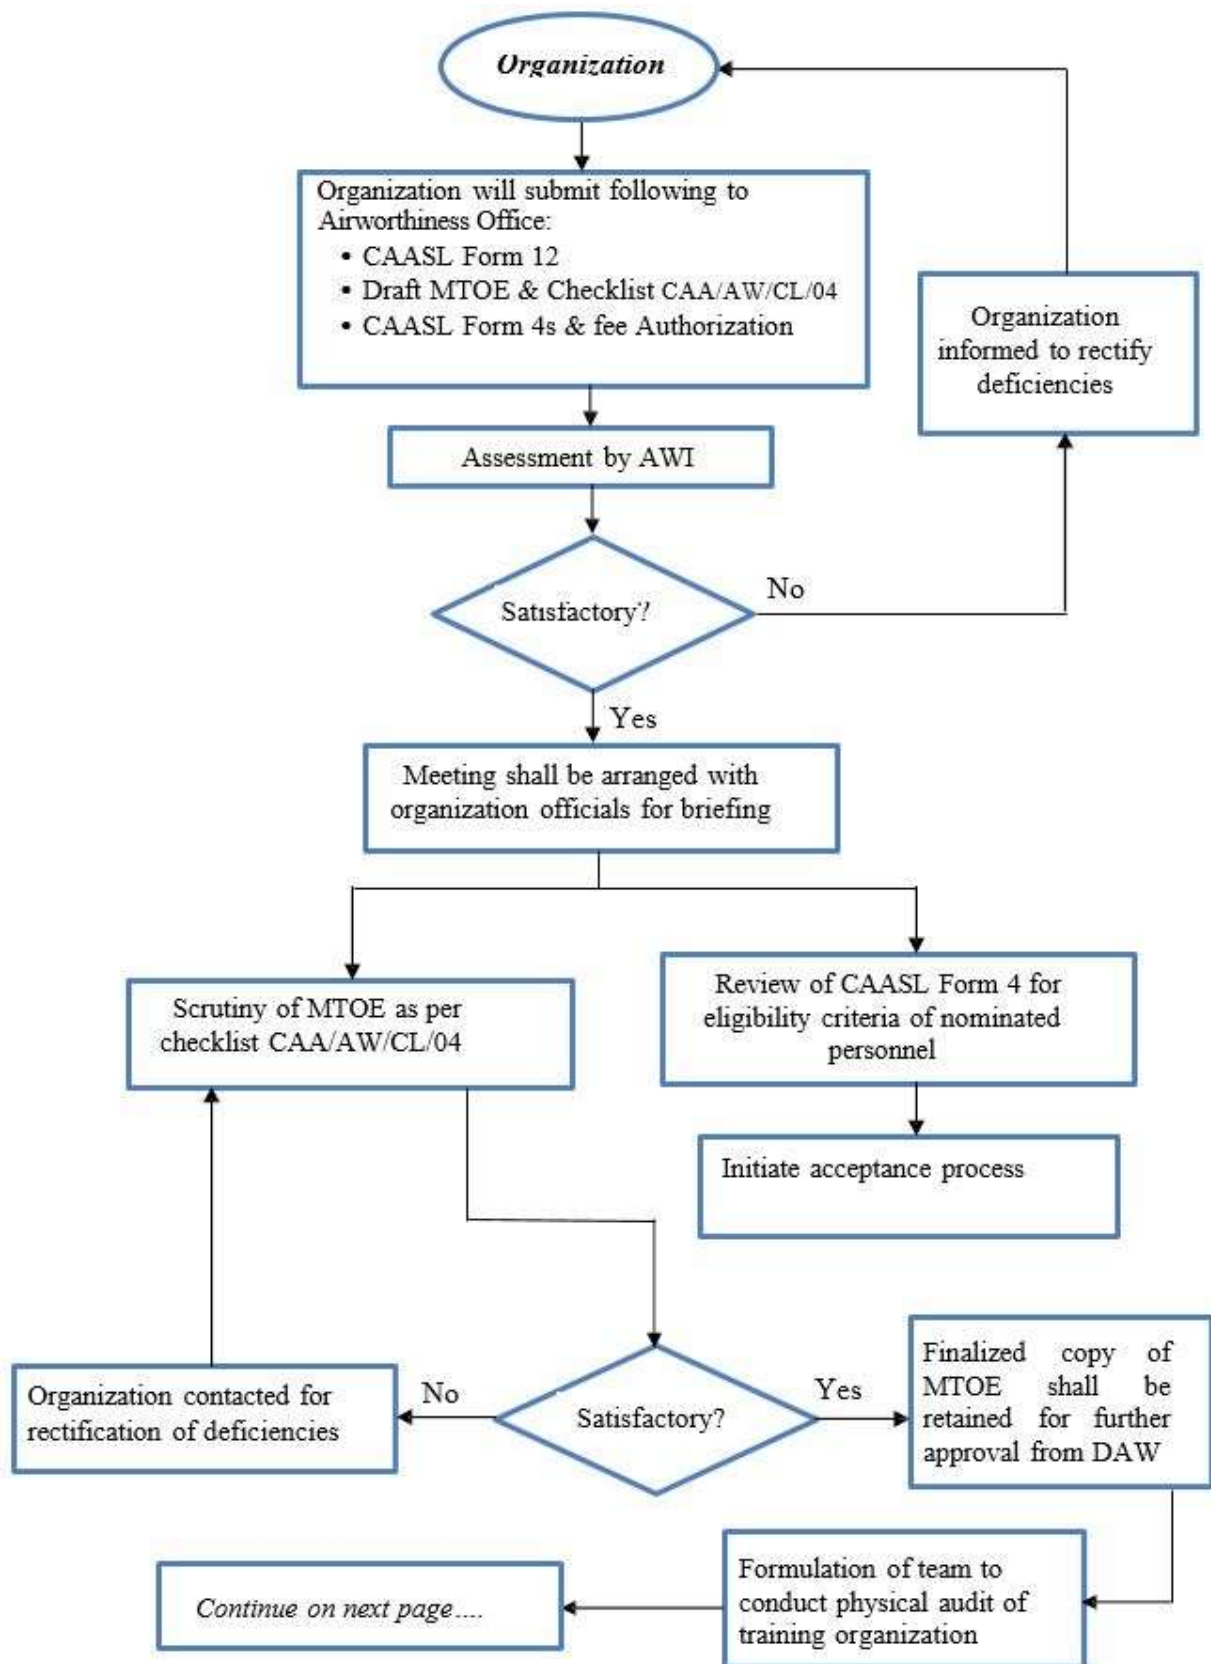 Organization
Organization will submit following to
Airworthiness Office:
• CAASL Form 12
• Draft MTOE & Checklist CAA/AW/CL/04
• CAASL Form 4s & fee Authorization
Organization
informed to rectify
deficiencies
Assessment by AWI
Satisfactory?
No
Yes
Meeting shall be arranged with
organization officials for briefing
Scrutiny of MTOE as per
checklist CAA/AW/CL/04
Review of CAASL Form 4 for
eligibility criteria of nominated
personnel
Initiate acceptance process
Organization contacted for
rectification of deficiencies
No
Satisfactory?
Yes
Finalized copy of
MTOE shall be
retained for further
approval from DAW
Formulation of team to
conduct physical audit of
training organization
Continue on next page....